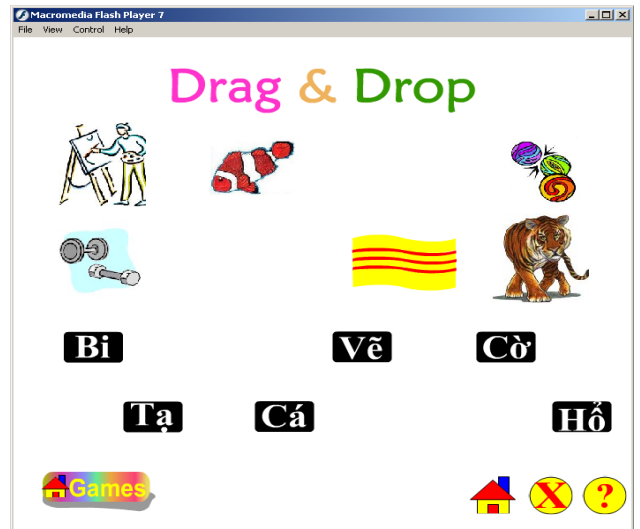 Macromedia Flash Player 7
File View Control Help
Drag & Drop
Bi Vẽ Cờ
Tạ Cá Hổ
Games X ?